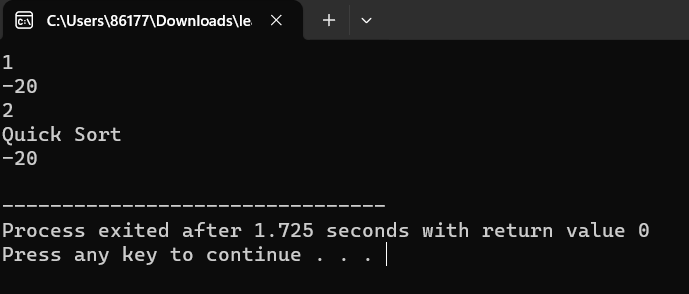 C:\Users\86177\Downloads\le
1
-20
2
Quick Sort
-20
--------------------------------
Process exited after 1.725 seconds with return value 0
Press any key to continue . . .